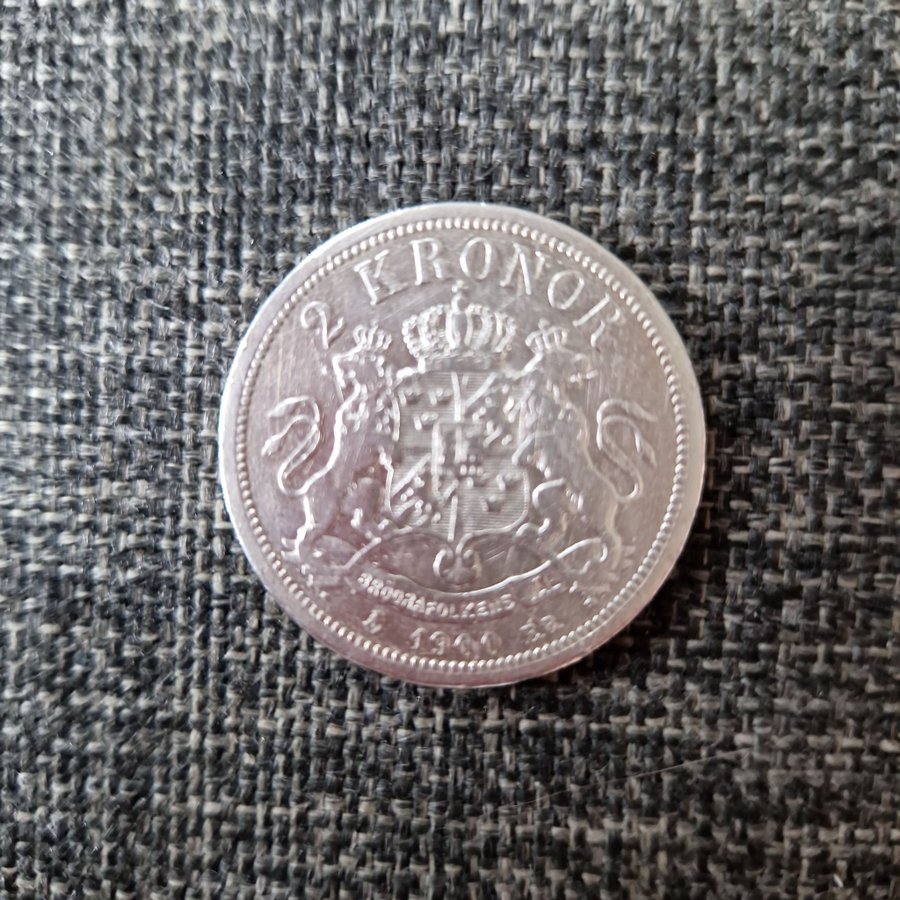 2 KRONOR
BRÖDRAFOLKENS VÄL
1900